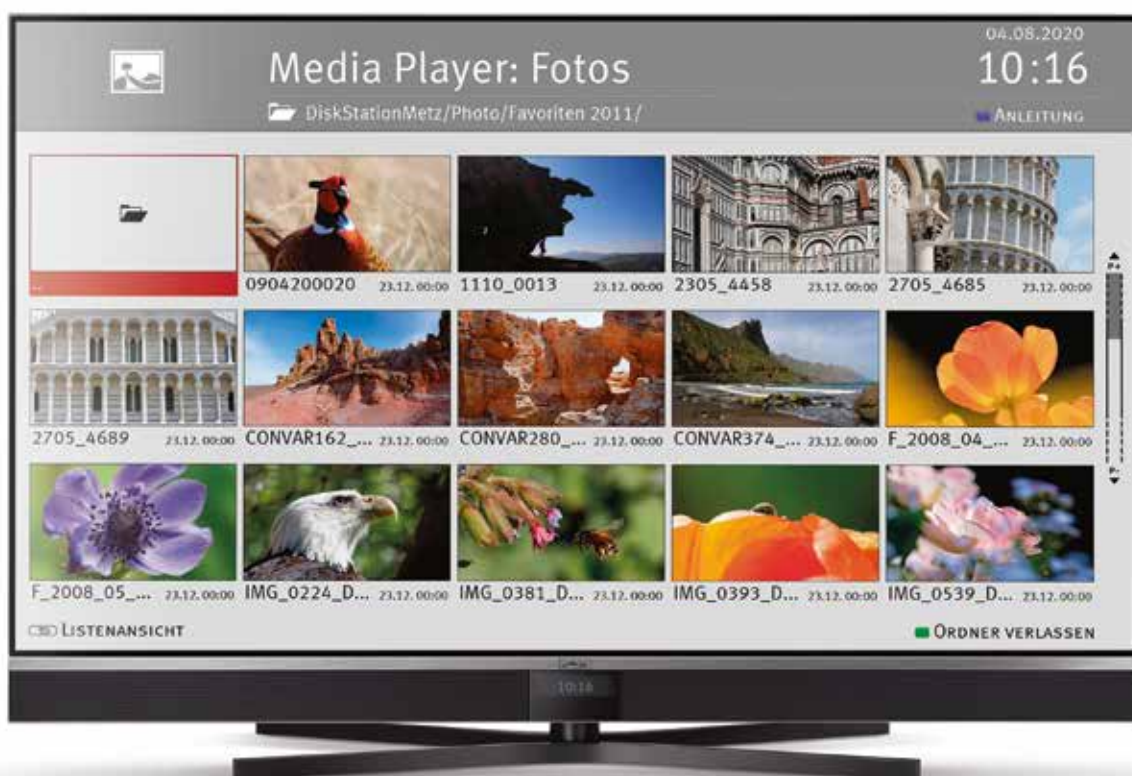 04.08.2020
Media Player: Fotos
10:16
DiskStationMetz/Photo/Favoriten 2011/
ANLEITUNG
P+
..
0904200020 23.12. 00:00
1110_0013 23.12. 00:00
2305_4458 23.12. 00:00
2705_4685 23.12. 00:00
2705_4689 23.12. 00:00
CONVAR162_... 23.12. 00:00
CONVAR280_... 23.12. 00:00
CONVAR374_... 23.12. 00:00
F_2008_04_... 23.12. 00:00
P-
F_2008_05_... 23.12. 00:00
IMG_0224_D... 23.12. 00:00
IMG_0381_D... 23.12. 00:00
IMG_0393_D... 23.12. 00:00
IMG_0539_D... 23.12. 00:00
LISTENANSICHT
ORDNER VERLASSEN
10:16